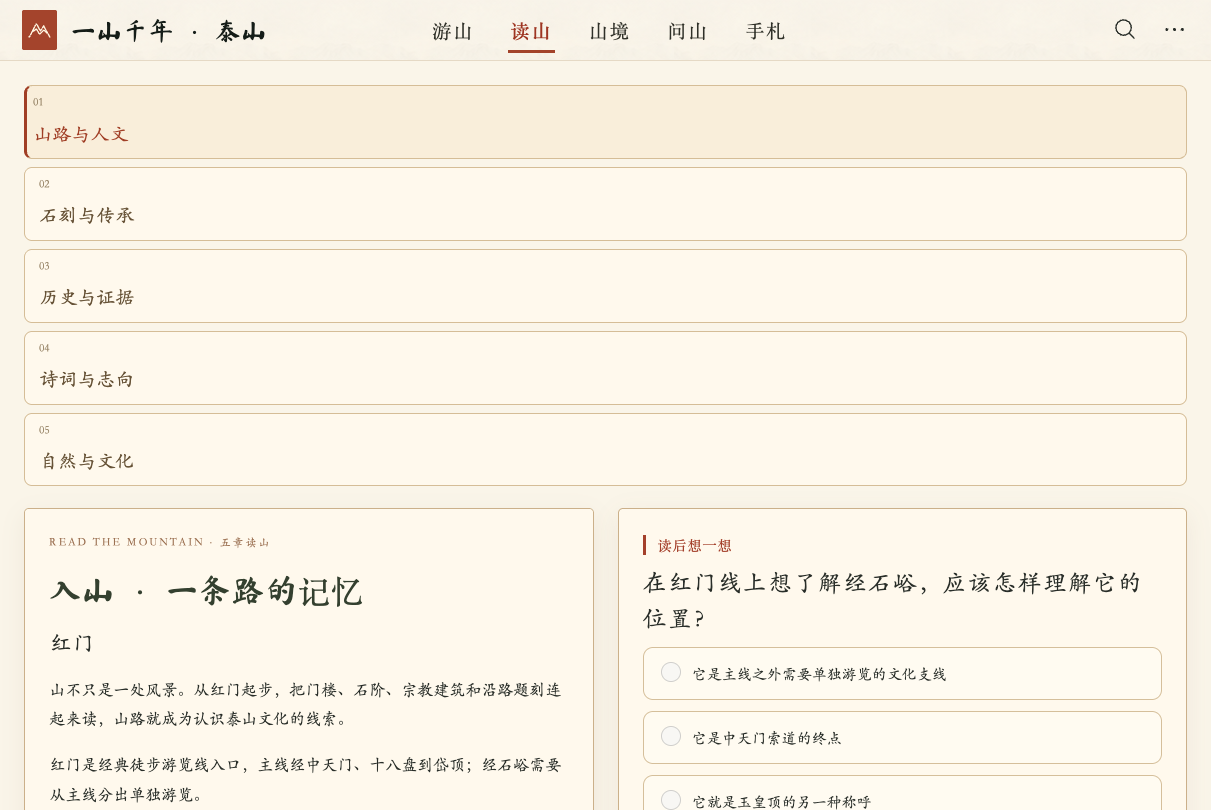 一山千年 · 泰山
游山
读山
山境
问山
手札
01
山路与人文
02
石刻与传承
03
历史与证据
04
诗词与志向
05
自然与文化
READ THE MOUNTAIN · 五章读山
入山 · 一条路的记忆
红门
山不只是一处风景。从红门起步，把门楼、石阶、宗教建筑和沿路题刻连
起来读，山路就成为认识泰山文化的线索。
红门是经典徒步游览线入口，主线经中天门、十八盘到岱顶；经石峪需要
从主线分出单独游览。
读后想一想
在红门线上想了解经石峪，应该怎样理解它的
位置?
它是主线之外需要单独游览的文化支线
它是中天门索道的终点
它就是玉皇顶的另一种称呼